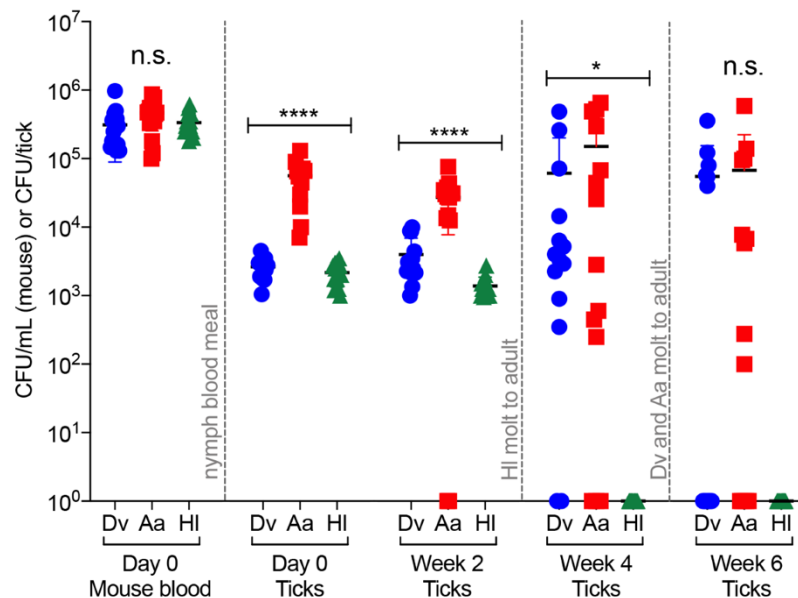 CFU/mL (mouse) or CFU/tick
10⁷
10⁶
10⁵
10⁴
10³
10²
10¹
10⁰
n.s.
****
****
*
n.s.
nymph blood meal
Hl molt to adult
Dv and Aa molt to adult
Dv Aa Hl Dv Aa Hl Dv Aa Hl Dv Aa Hl Dv Aa Hl
Day 0 Day 0 Week 2 Week 4 Week 6
Mouse blood Ticks Ticks Ticks Ticks